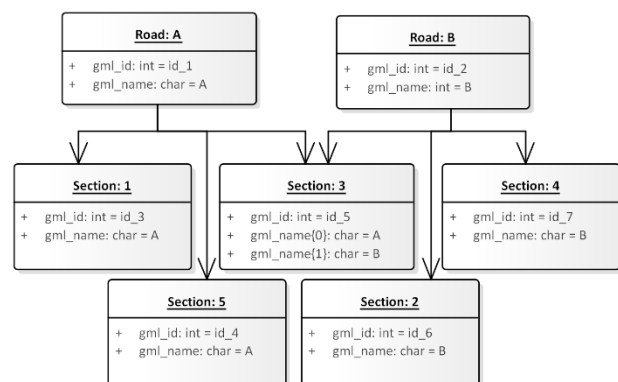 Road: A
+ gml_id: int = id_1
+ gml_name: char = A
Road: B
+ gml_id: int = id_2
+ gml_name: int = B
Section: 1
+ gml_id: int = id_3
+ gml_name: char = A
Section: 3
+ gml_id: int = id_5
+ gml_name{0}: char = A
+ gml_name{1}: char = B
Section: 4
+ gml_id: int = id_7
+ gml_name: char = B
Section: 5
+ gml_id: int = id_4
+ gml_name: char = A
Section: 2
+ gml_id: int = id_6
+ gml_name: char = B